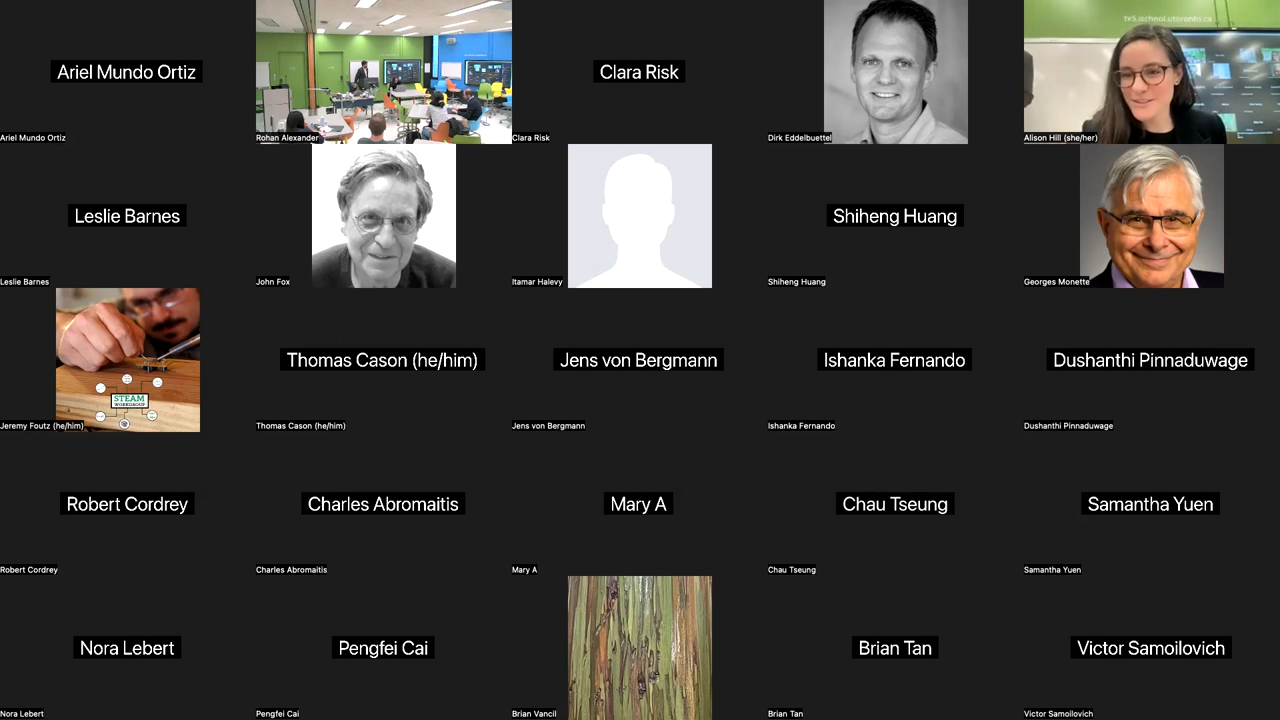 Ariel Mundo Ortiz
Clara Risk
tv5.ischool.utoronto.ca
Ariel Mundo Ortiz
Rohan Alexander
Clara Risk
Dirk Eddelbuettel
Alison Hill (she/her)
Leslie Barnes
Shiheng Huang
Leslie Barnes
John Fox
Itamar Halevy
Shiheng Huang
Georges Monette
STEAM
WORKGROUP
Thomas Cason (he/him)
Jens von Bergmann
Ishanka Fernando
Dushanthi Pinnaduwage
Jeremy Foutz (he/him)
Thomas Cason (he/him)
Jens von Bergmann
Ishanka Fernando
Dushanthi Pinnaduwage
Robert Cordrey
Charles Abromaitis
Mary A
Chau Tseung
Samantha Yuen
Robert Cordrey
Charles Abromaitis
Mary A
Chau Tseung
Samantha Yuen
Nora Lebert
Pengfei Cai
Brian Tan
Victor Samoilovich
Nora Lebert
Pengfei Cai
Brian Vancil
Brian Tan
Victor Samoilovich